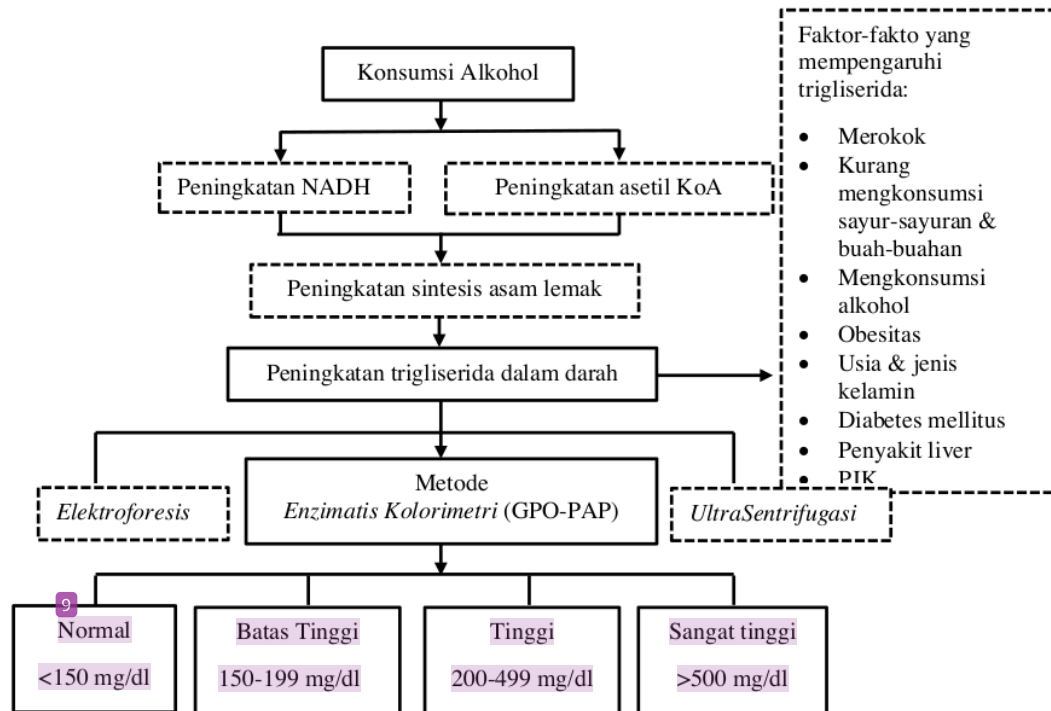 Konsumsi Alkohol
Peningkatan NADH
Peningkatan asetil KoA
Peningkatan sintesis asam lemak
Peningkatan trigliserida dalam darah
Faktor-fakto yang
mempengaruhi
trigliserida:
• Merokok
• Kurang
mengkonsumsi
sayur-sayuran &
buah-buahan
• Mengkonsumsi
alkohol
• Obesitas
• Usia & jenis
kelamin
• Diabetes mellitus
• Penyakit liver
• PJK
Elektroforesis
Metode
Enzimatis Kolorimetri (GPO-PAP)
UltraSentrifugasi
9
Normal
<150 mg/dl
Batas Tinggi
150-199 mg/dl
Tinggi
200-499 mg/dl
Sangat tinggi
>500 mg/dl